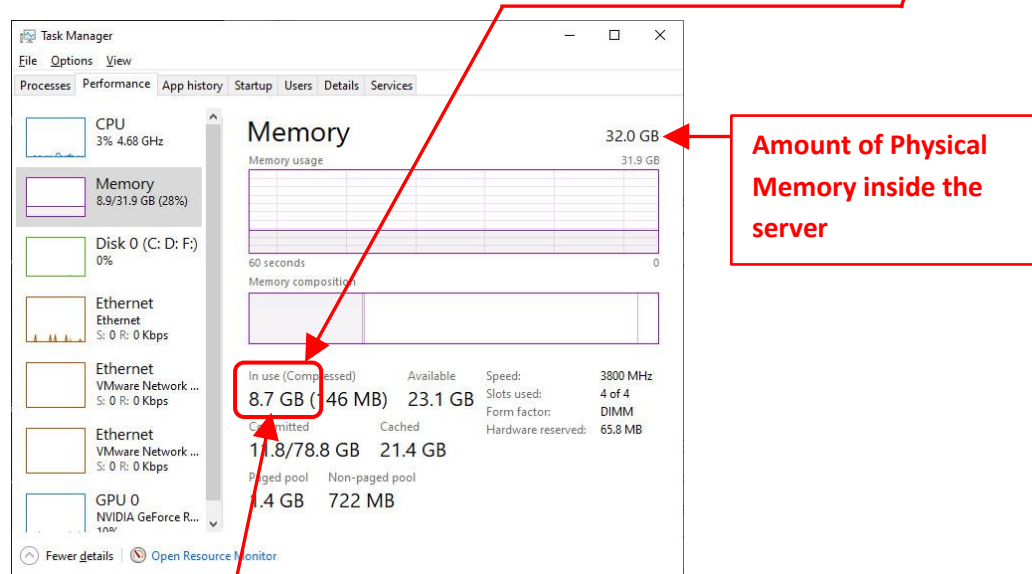 Task Manager
File Options View
Processes Performance App history Startup Users Details Services
CPU
3% 4.68 GHz
Memory
8.9/31.9 GB (28%)
Disk 0 (C: D: F:)
0%
Ethernet
Ethernet
S: 0 R: 0 Kbps
Ethernet
VMware Network ...
S: 0 R: 0 Kbps
Ethernet
VMware Network ...
S: 0 R: 0 Kbps
GPU 0
NVIDIA GeForce R...
10%
Memory 32.0 GB
Memory usage 31.9 GB
60 seconds 0
Memory composition
In use (Compressed) Available
8.7 GB (146 MB) 23.1 GB
Committed Cached
11.8/78.8 GB 21.4 GB
Paged pool Non-paged pool
1.4 GB 722 MB
Speed: 3800 MHz
Slots used: 4 of 4
Form factor: DIMM
Hardware reserved: 65.8 MB
Fewer details Open Resource Monitor
Amount of Physical
Memory inside the
server